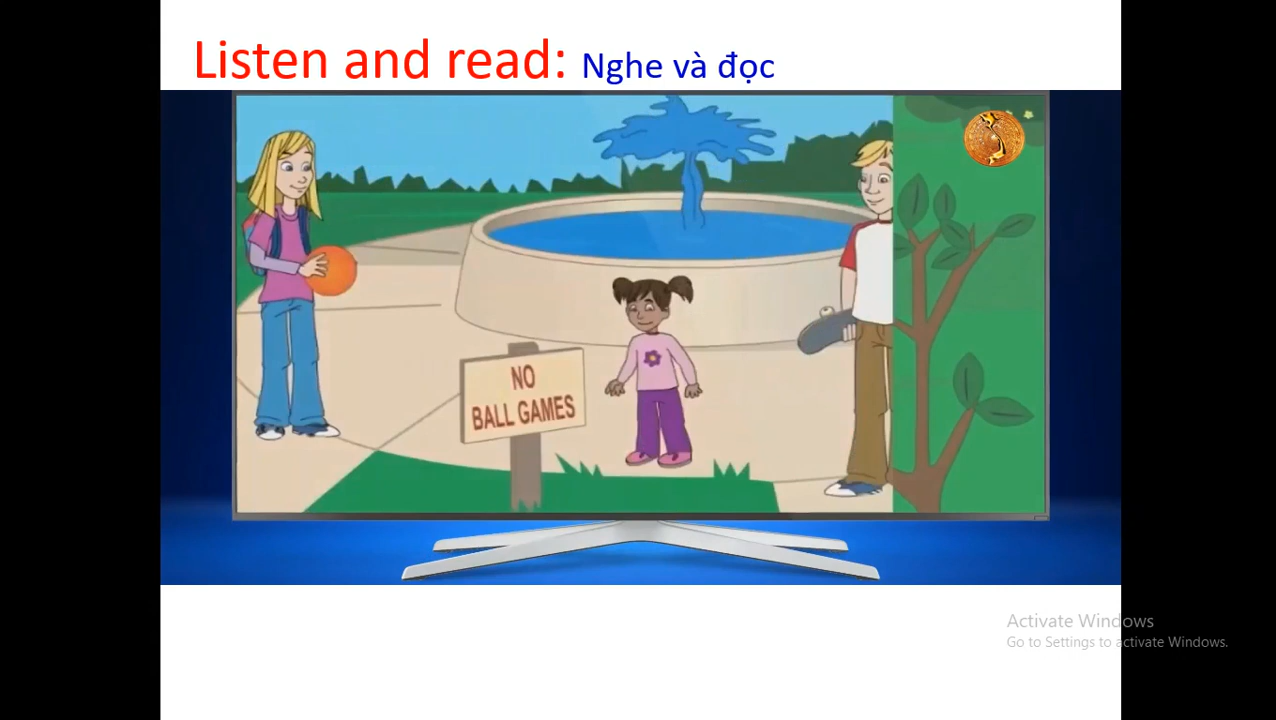 Listen and read: Nghe và đọc
NO
BALL GAMES
Activate Windows
Go to Settings to activate Windows.